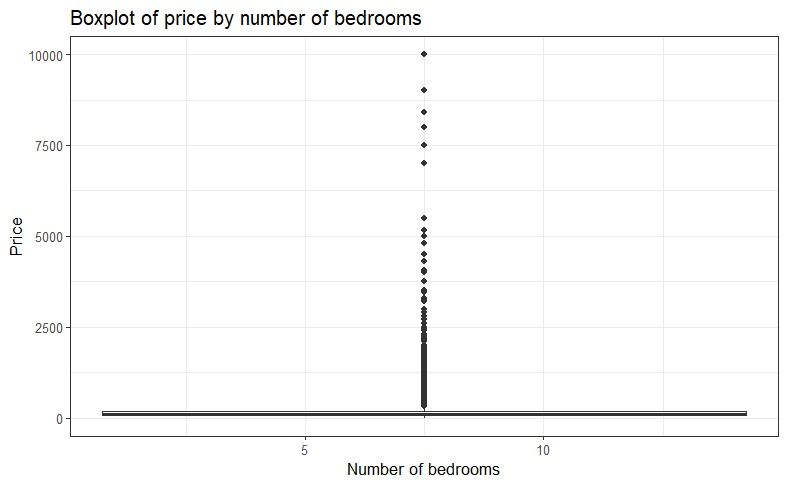 Boxplot of price by number of bedrooms
10000
7500
5000
2500
0
Price
5 10
Number of bedrooms